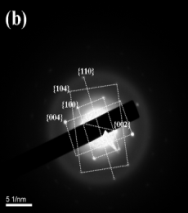 (b)
{110}
{104}
{100}
{004}
{002}
5 1/nm